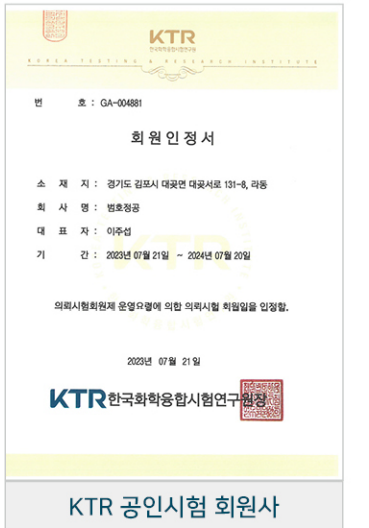 KTR
한국화학융합시험연구원
KOREA TESTING & RESEARCH INSTITUTE
번 호 : GA-004881
회원인정서
소 재 지 : 경기도 김포시 대곶면 대곶서로 131-8, 라동
회 사 명 : 범호정공
대 표 자 : 이주섭
기 간 : 2023년 07월 21일 ~ 2024년 07월 20일
의뢰시험회원제 운영요령에 의한 의뢰시험 회원임을 인정함.
2023년 07월 21일
KTR 한국화학융합시험연구원장
KTR 공인시험 회원사